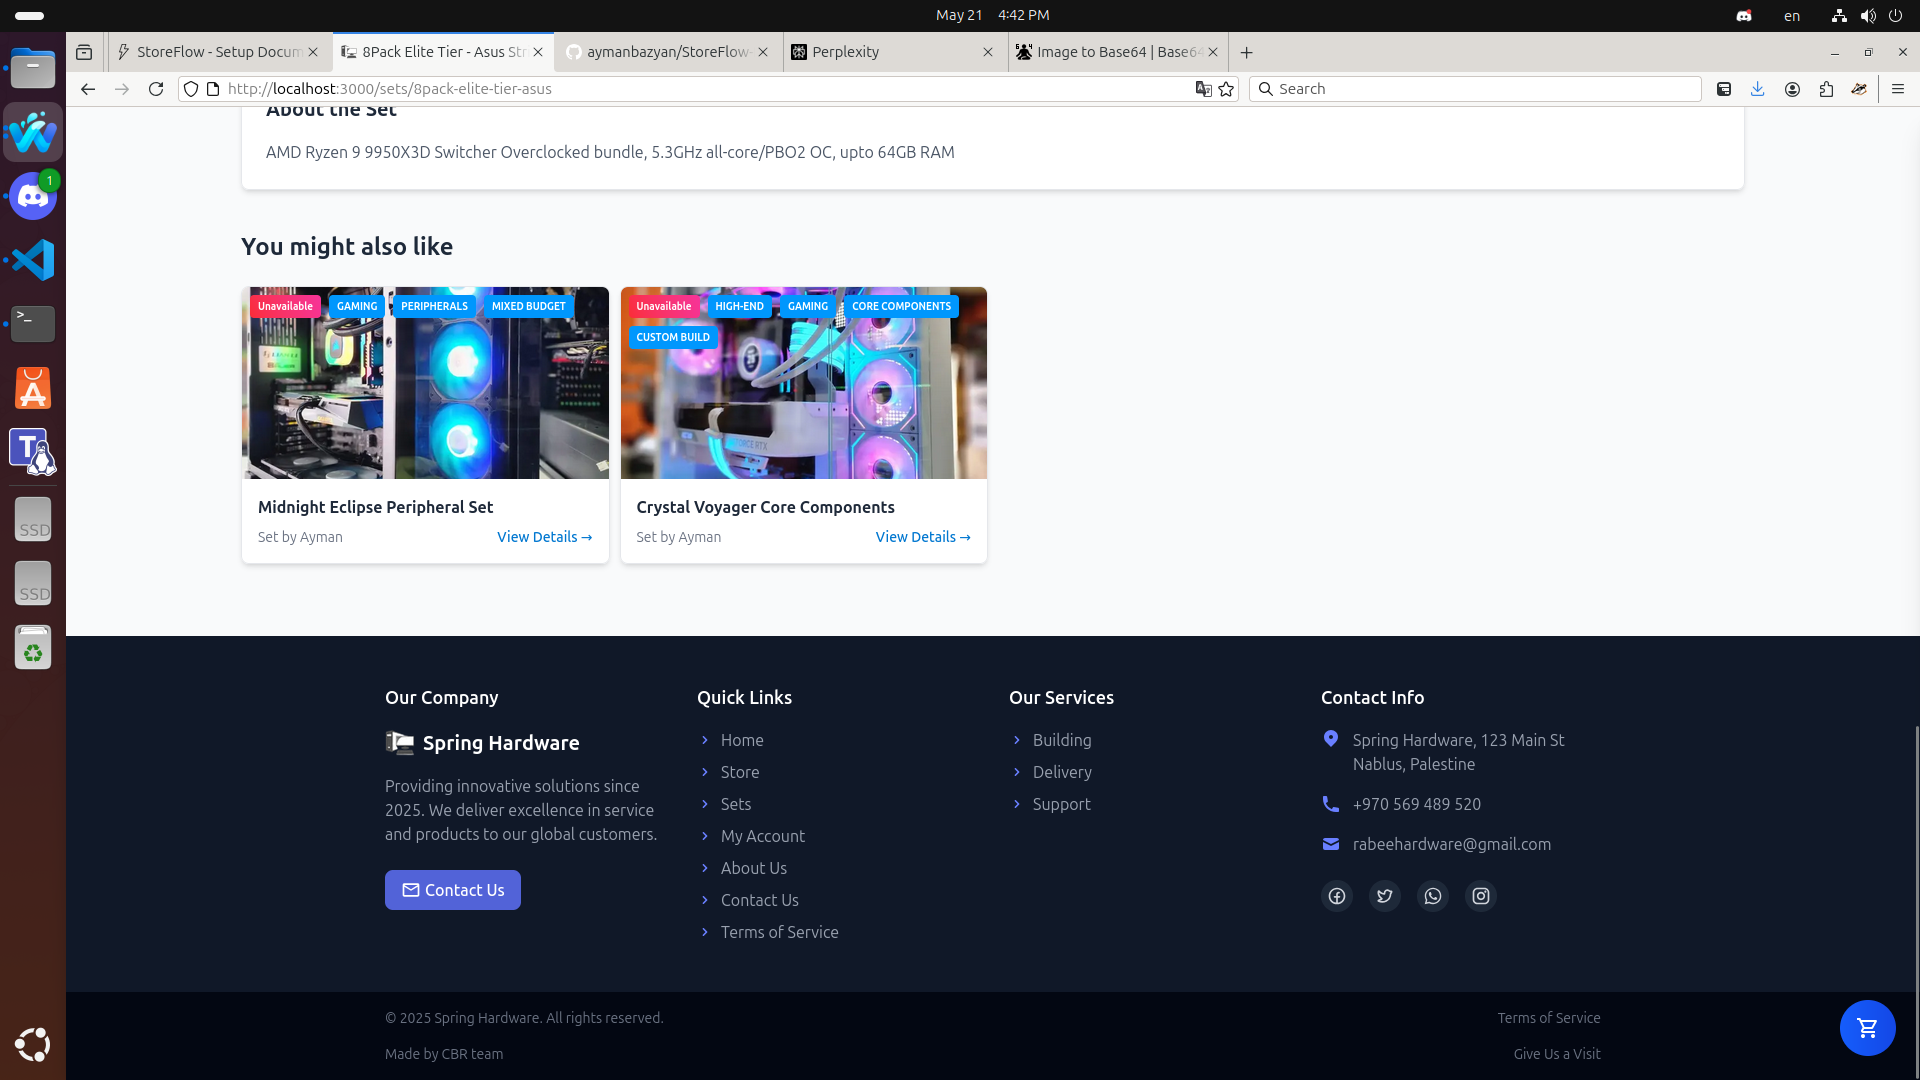 May 21 4:42 PM
en
StoreFlow - Setup Docum
8Pack Elite Tier - Asus Str
aymanbazyan/StoreFlow-
Perplexity
Image to Base64 | Base64
http://localhost:3000/sets/8pack-elite-tier-asus
Search
1
>_
SSD
SSD
About the Set
AMD Ryzen 9 9950X3D Switcher Overclocked bundle, 5.3GHz all-core/PBO2 OC, upto 64GB RAM
You might also like
Unavailable GAMING PERIPHERALS MIXED BUDGET
Midnight Eclipse Peripheral Set
Set by Ayman View Details →
Unavailable HIGH-END GAMING CORE COMPONENTS
CUSTOM BUILD
Crystal Voyager Core Components
Set by Ayman View Details →
Our Company
Spring Hardware
Providing innovative solutions since
2025. We deliver excellence in service
and products to our global customers.
Contact Us
Quick Links
Home
Store
Sets
My Account
About Us
Contact Us
Terms of Service
Our Services
Building
Delivery
Support
Contact Info
Spring Hardware, 123 Main St
Nablus, Palestine
+970 569 489 520
rabeehardware@gmail.com
© 2025 Spring Hardware. All rights reserved.
Terms of Service
Made by CBR team
Give Us a Visit